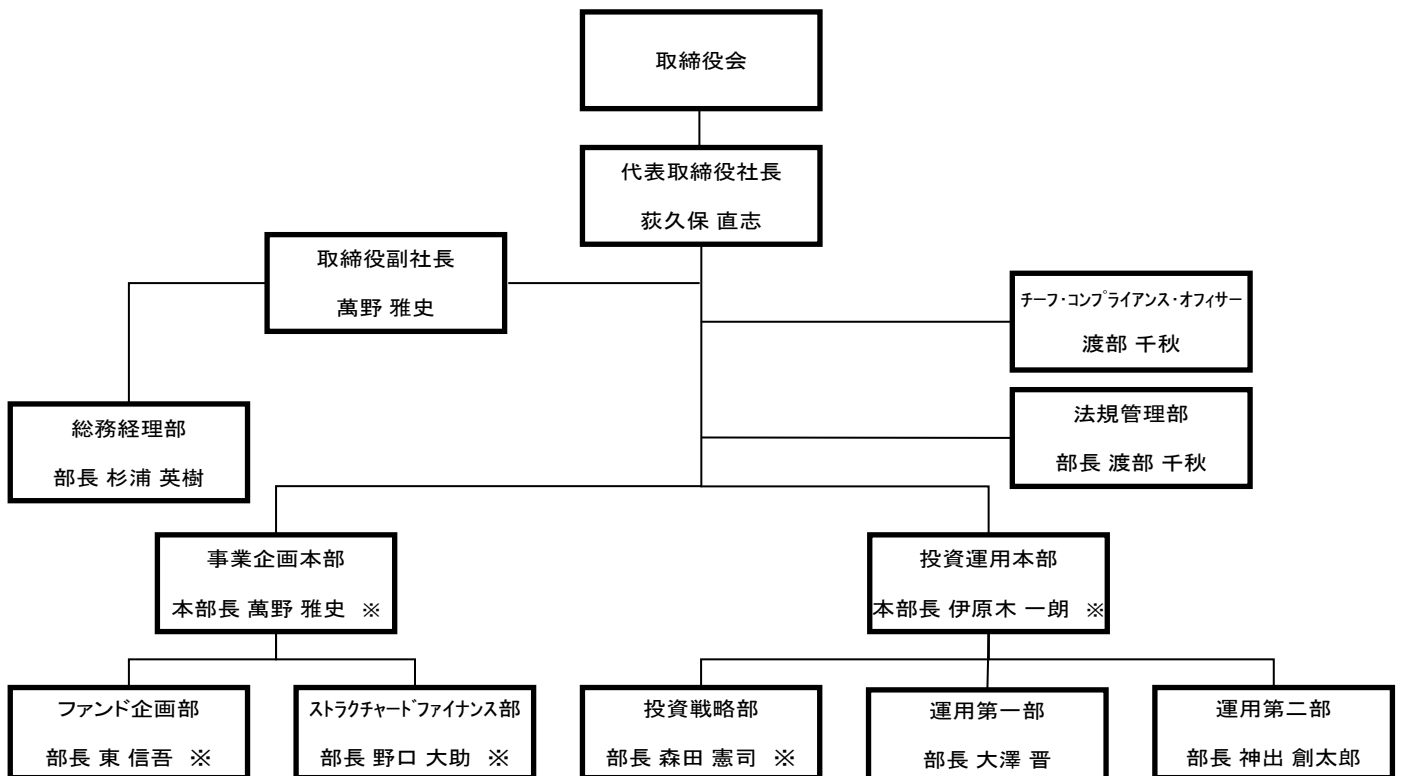 取締役会
代表取締役社長
荻久保 直志
取締役副社長
萬野 雅史
チーフ・コンプライアンス・オフィサー
渡部 千秋
総務経理部
部長 杉浦 英樹
法規管理部
部長 渡部 千秋
事業企画本部
本部長 萬野 雅史 ※
投資運用本部
本部長 伊原木 一朗 ※
ファンド企画部
部長 東 信吾 ※
ストラクチャードファイナンス部
部長 野口 大助 ※
投資戦略部
部長 森田 憲司 ※
運用第一部
部長 大澤 晋
運用第二部
部長 神出 創太郎